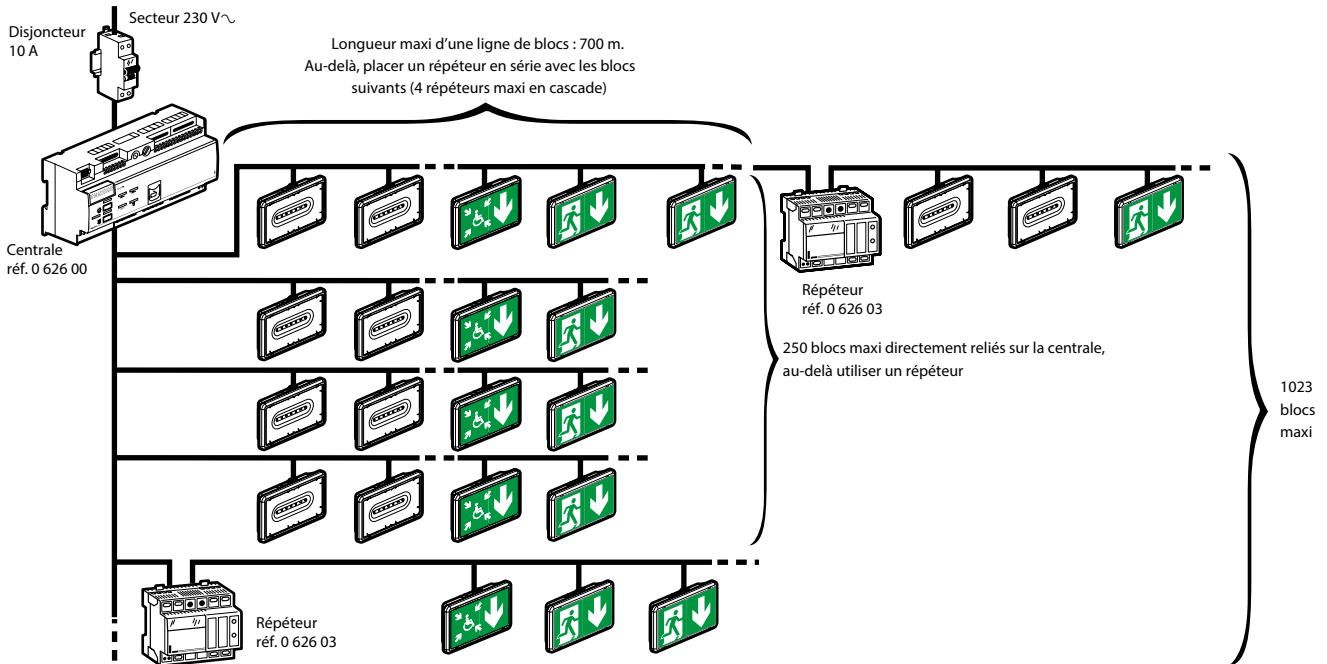 Secteur 230 V∿
Disjoncteur
10 A
Longueur maxi d'une ligne de blocs : 700 m.
Au-delà, placer un répéteur en série avec les blocs
suivants (4 répéteurs maxi en cascade)
Centrale
réf. 0 626 00
Répéteur
réf. 0 626 03
250 blocs maxi directement reliés sur la centrale,
au-delà utiliser un répéteur
1023
blocs
maxi
Répéteur
réf. 0 626 03